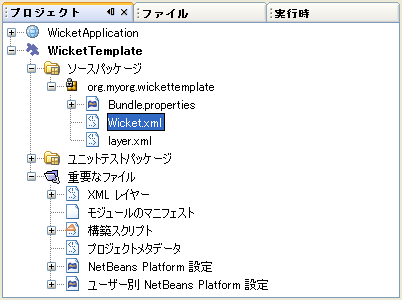 プロジェクト ファイル 実行時
WicketApplication
WicketTemplate
ソースパッケージ
org.myorg.wickettemplate
Bundle.properties
Wicket.xml
layer.xml
ユニットテストパッケージ
重要なファイル
XML レイヤー
モジュールのマニフェスト
構築スクリプト
プロジェクトメタデータ
NetBeans Platform 設定
ユーザー別 NetBeans Platform 設定